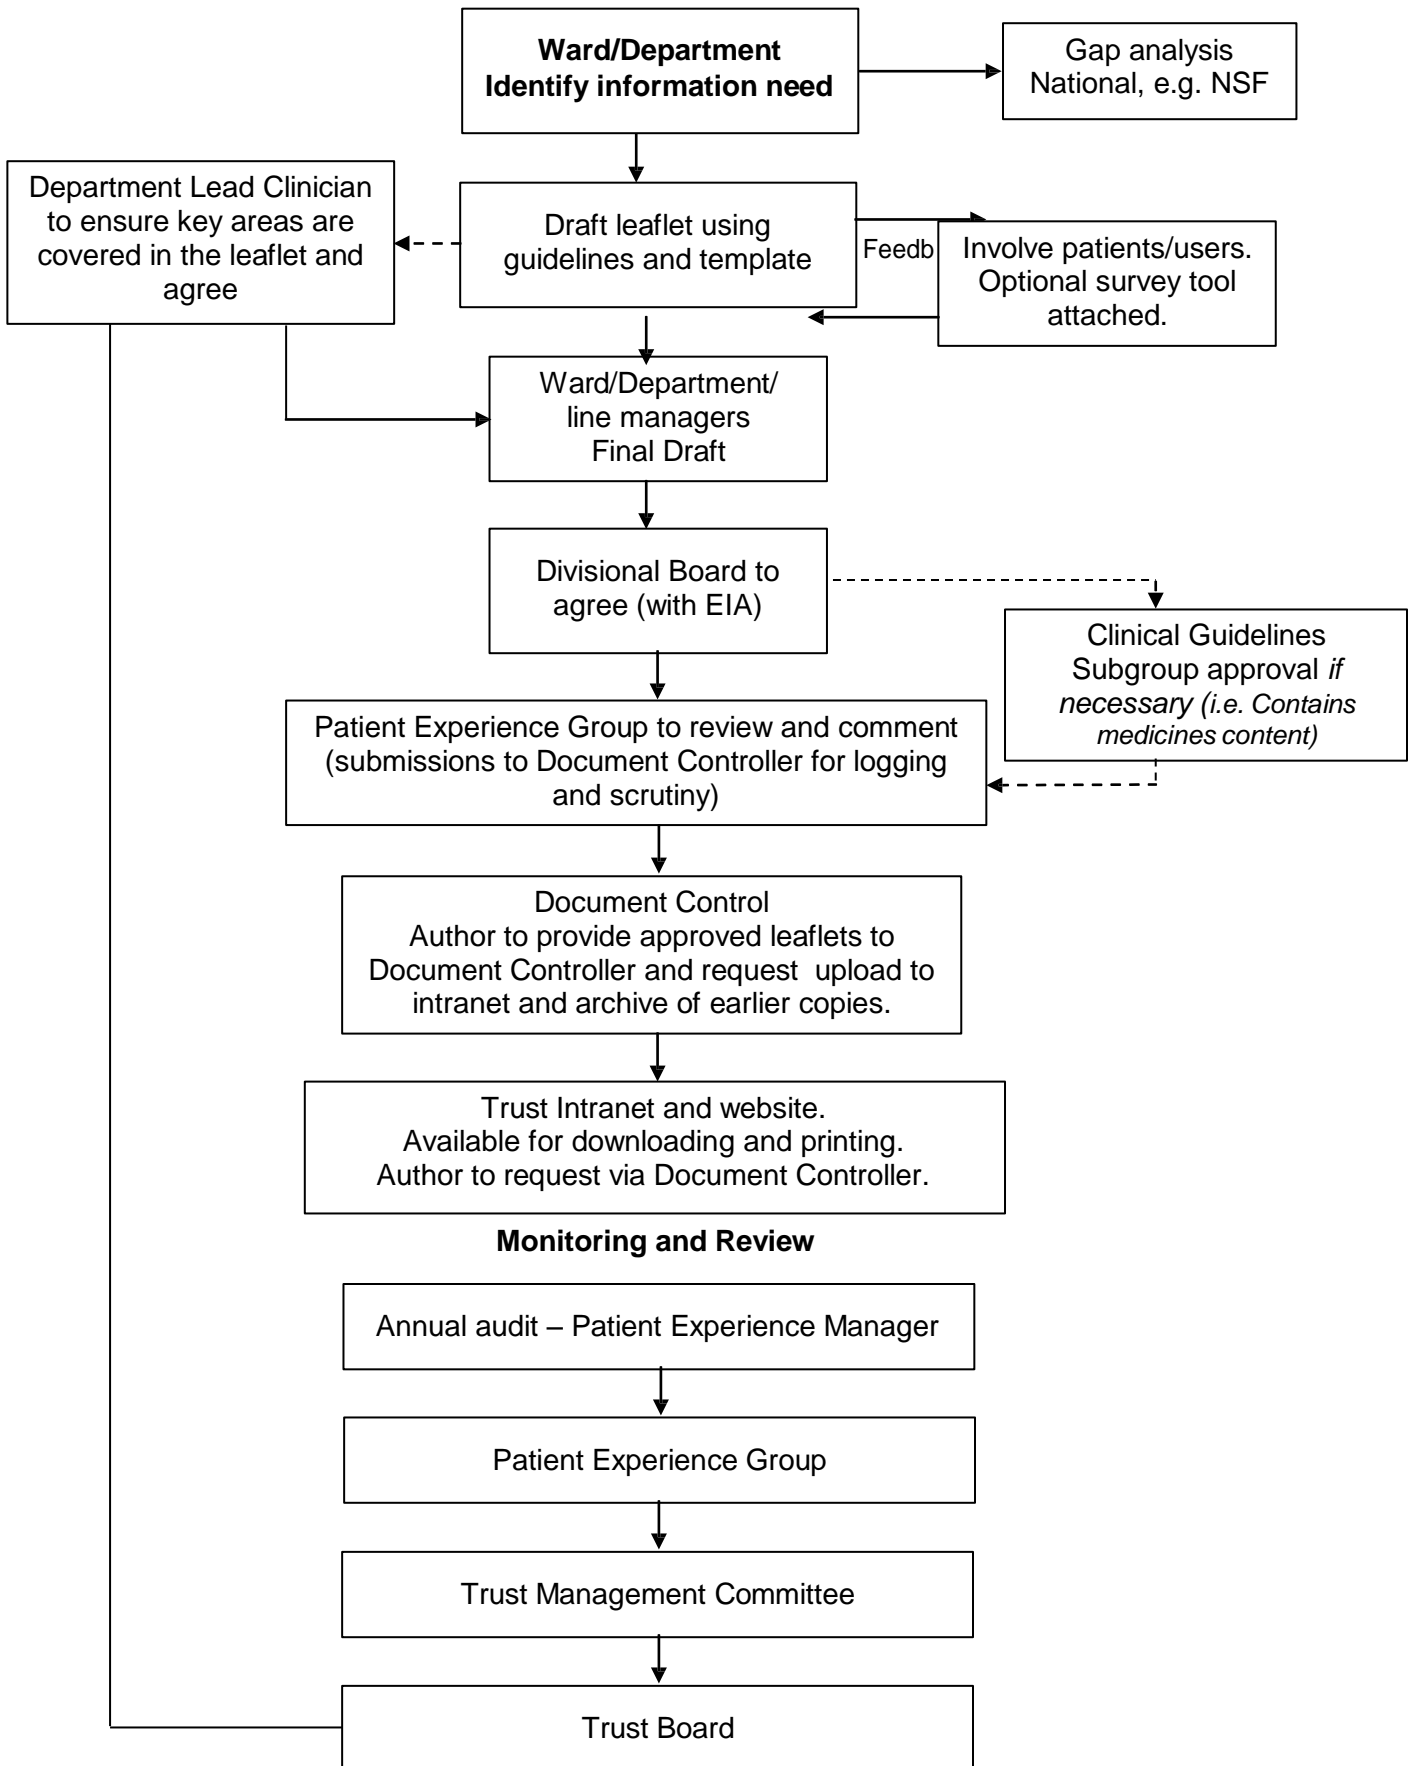 Ward/Department
Identify information need
Gap analysis
National, e.g. NSF
Department Lead Clinician
to ensure key areas are
covered in the leaflet and
agree
Draft leaflet using
guidelines and template
Feedb
Involve patients/users.
Optional survey tool
attached.
Ward/Department/
line managers
Final Draft
Divisional Board to
agree (with EIA)
Clinical Guidelines
Subgroup approval if
necessary (i.e. Contains
medicines content)
Patient Experience Group to review and comment
(submissions to Document Controller for logging
and scrutiny)
Document Control
Author to provide approved leaflets to
Document Controller and request  upload to
intranet and archive of earlier copies.
Trust Intranet and website.
Available for downloading and printing.
Author to request via Document Controller.
Monitoring and Review
Annual audit – Patient Experience Manager
Patient Experience Group
Trust Management Committee
Trust Board